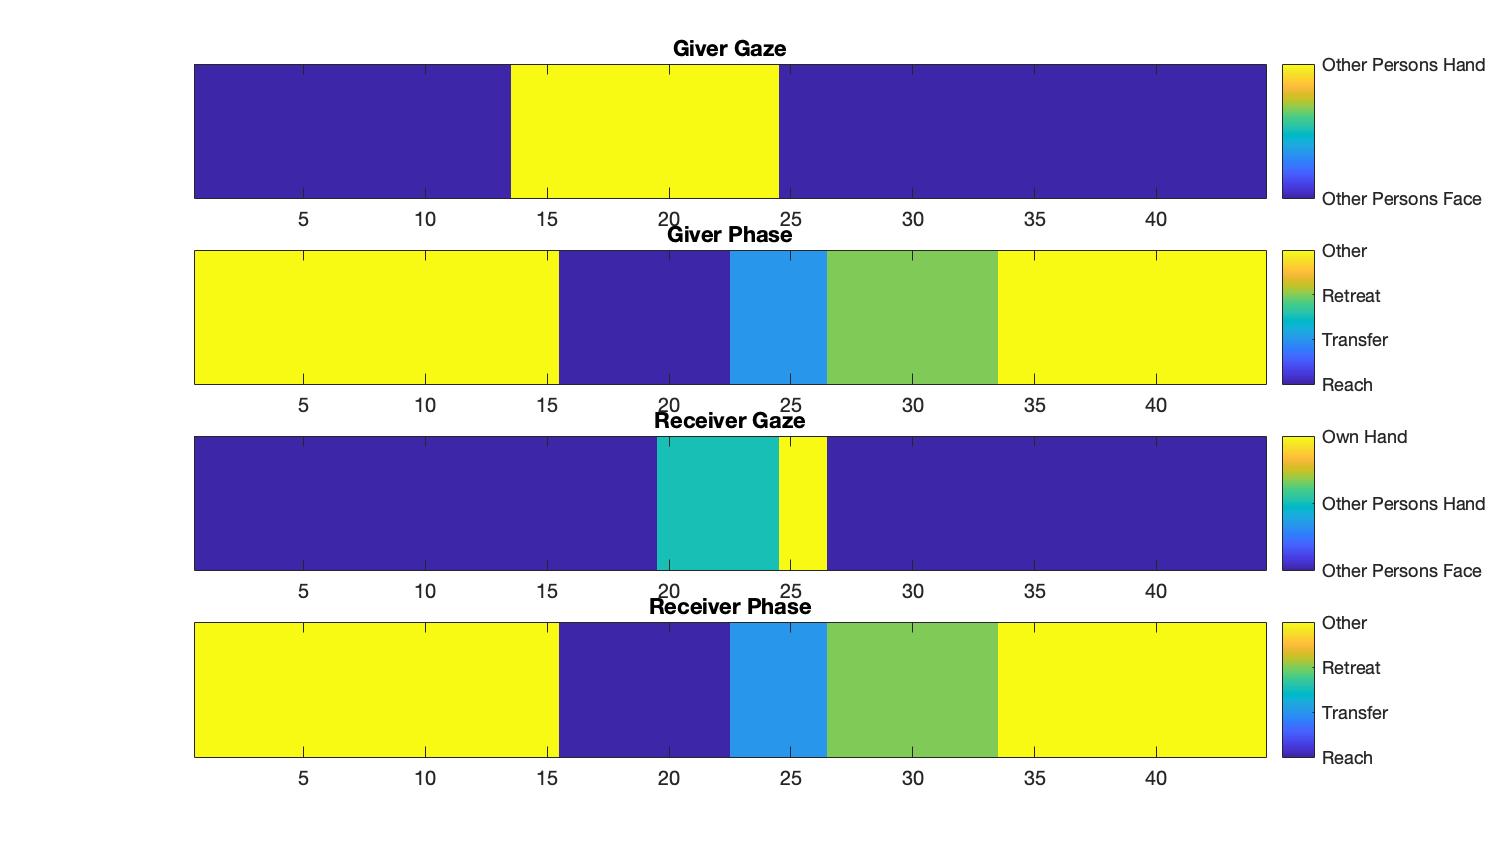 Giver Gaze
Other Persons Hand
Other Persons Face
5 10 15 20 25 30 35 40
Giver Phase
Other
Retreat
Transfer
Reach
5 10 15 20 25 30 35 40
Receiver Gaze
Own Hand
Other Persons Hand
Other Persons Face
5 10 15 20 25 30 35 40
Receiver Phase
Other
Retreat
Transfer
Reach
5 10 15 20 25 30 35 40